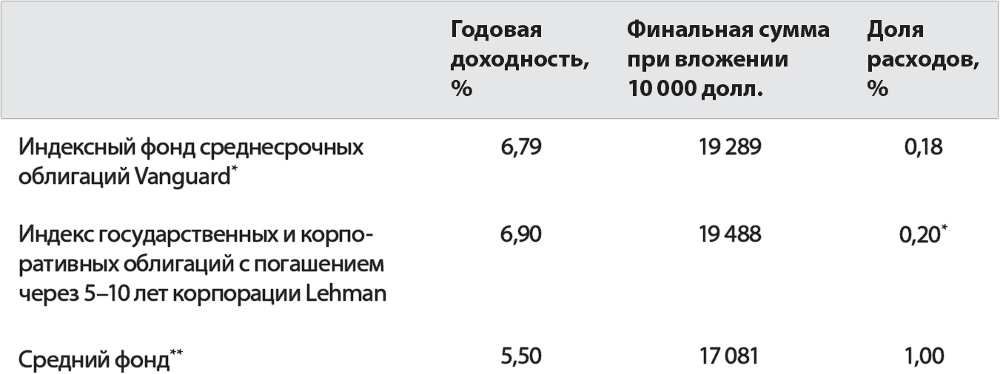 Годовая доходность, %
Финальная сумма при вложении 10 000 долл.
Доля расходов, %
Индексный фонд среднесрочных
облигаций Vanguard*
6,79
19 289
0,18
Индекс государственных и корпо-
ративных облигаций с погашением
через 5–10 лет корпорации Lehman
6,90
19 488
0,20*
Средний фонд**
5,50
17 081
1,00